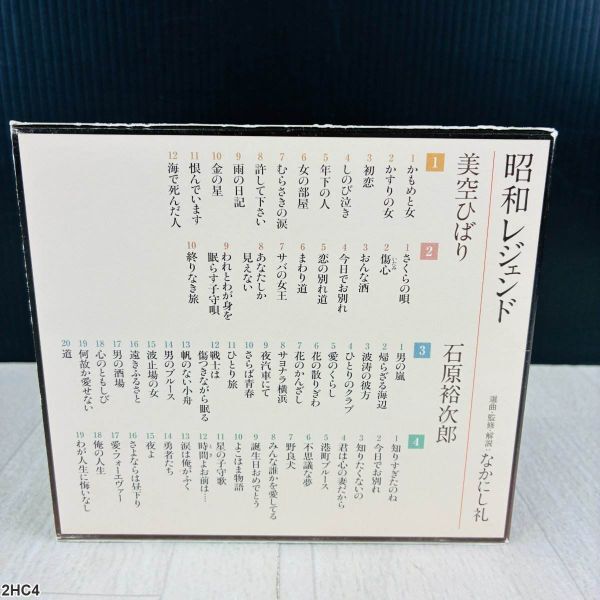 昭和レジェンド
美空ひばり
1
1 かもめと女
2 かすりの女
3 初恋
4 しのび泣き
5 年下の人
6 女の部屋
7 むらさきの涙
8 許して下さい
9 雨の日記
10 金の星
11 恨んでいます
12 海で死んだ人
2
1 さくらの唄
2 傷心
いたみ
3 おんな酒
4 今日でお別れ
5 恋の別れ道
6 まわり道
7 サバの女王
8 あなたしか
見えない
9 われとわが身を
眠らす子守唄
10 終りなき旅
石原裕次郎
3
1 男の嵐
2 帰らざる海辺
3 波涛の彼方
4 ひとりのクラブ
5 愛のくらし
6 花の散りぎわ
7 花のかんざし
8 サヨナラ横浜
9 夜汽車にて
10 さらば青春
11 ひとり旅
12 戦士は
傷つきながら眠る
13 帆のない小舟
14 男のブルース
15 波止場の女
16 遠きふるさと
17 男の酒場
18 心のともしび
19 何故か愛せない
20 道
4
1 知りすぎたのね
2 今日でお別れ
3 知りたくないの
4 君は心の妻だから
5 港町ブルース
6 不思議な夢
7 野良犬
8 みんな誰かを愛してる
9 誕生日おめでとう
10 よこはま物語
11 星の子守歌
12 時間よお前は…
13 涙は俺がふく
14 勇者たち
15 夜よ
16 さよならは昼下り
17 愛・フォーエヴァー
18 俺の人生
19 わが人生に悔いなし
選曲・監修・解説 なかにし礼
2HC4